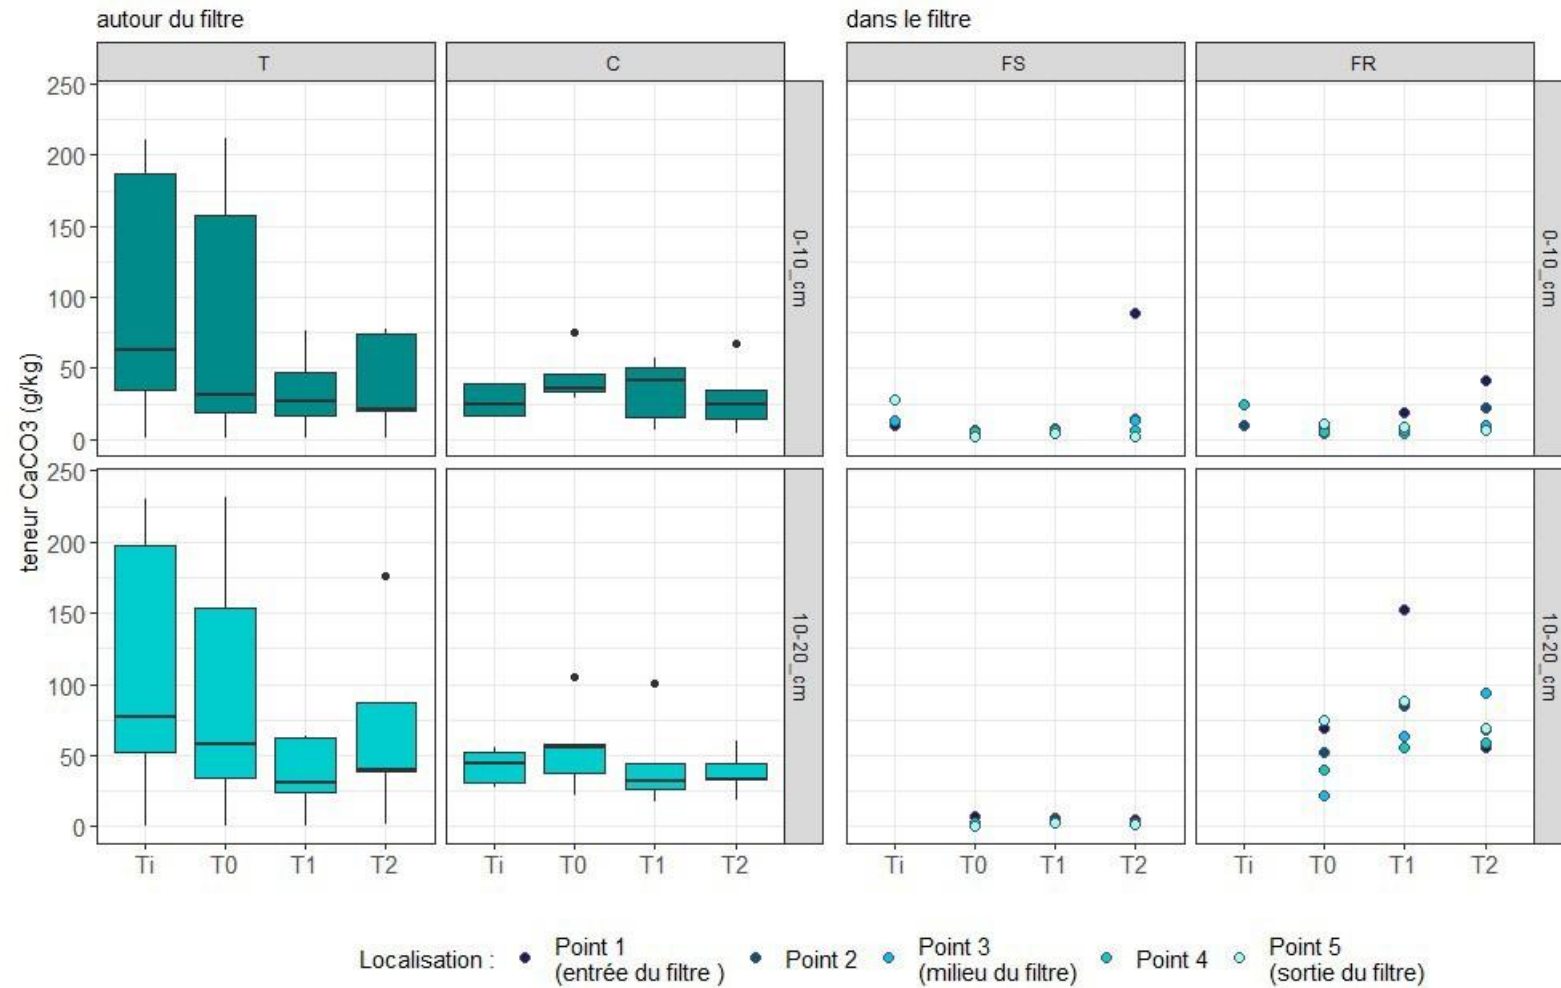 autour du filtre
dans le filtre
T
C
FS
FR
teneur CaCO3 (g/kg)
250
200
150
100
50
0
0-10_cm
0-10_cm
250
200
150
100
50
0
10-20_cm
10-20_cm
Ti T0 T1 T2
Ti T0 T1 T2
Ti T0 T1 T2
Ti T0 T1 T2
Localisation :
Point 1
(entrée du filtre )
Point 2
Point 3
(milieu du filtre)
Point 4
Point 5
(sortie du filtre)